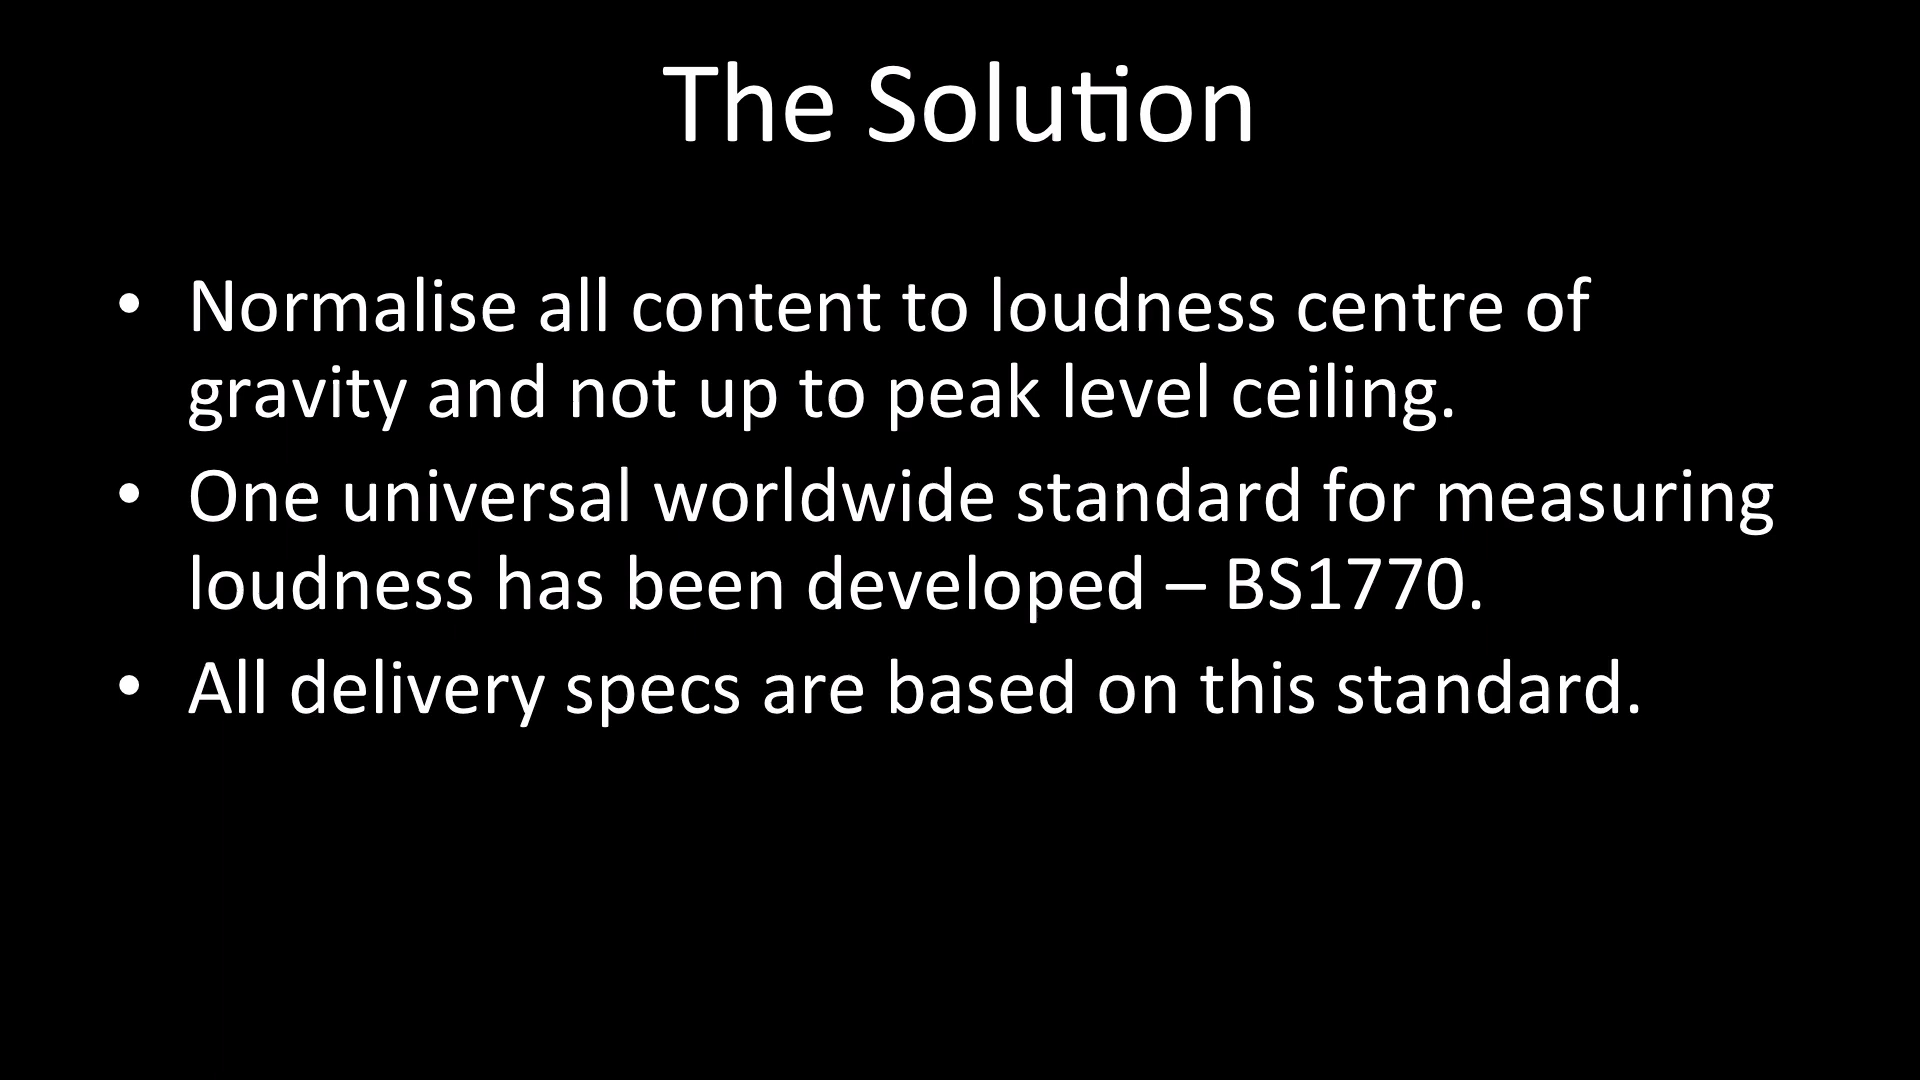 The Solution
• Normalise all content to loudness centre of
gravity and not up to peak level ceiling.
• One universal worldwide standard for measuring
loudness has been developed – BS1770.
• All delivery specs are based on this standard.